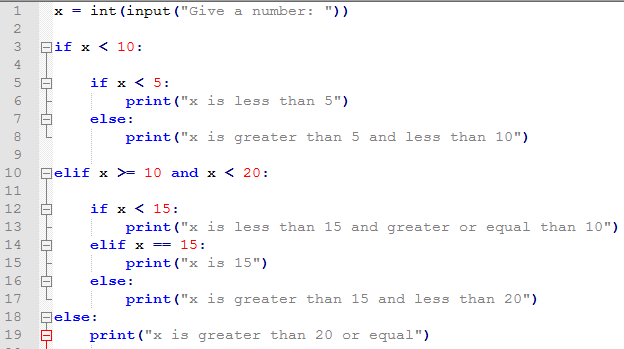 1 x = int(input("Give a number: "))
2
3 if x < 10:
4
5 if x < 5:
6 print("x is less than 5")
7 else:
8 print("x is greater than 5 and less than 10")
9
10 elif x >= 10 and x < 20:
11
12 if x < 15:
13 print("x is less than 15 and greater or equal than 10")
14 elif x == 15:
15 print("x is 15")
16 else:
17 print("x is greater than 15 and less than 20")
18 else:
19 print("x is greater than 20 or equal")